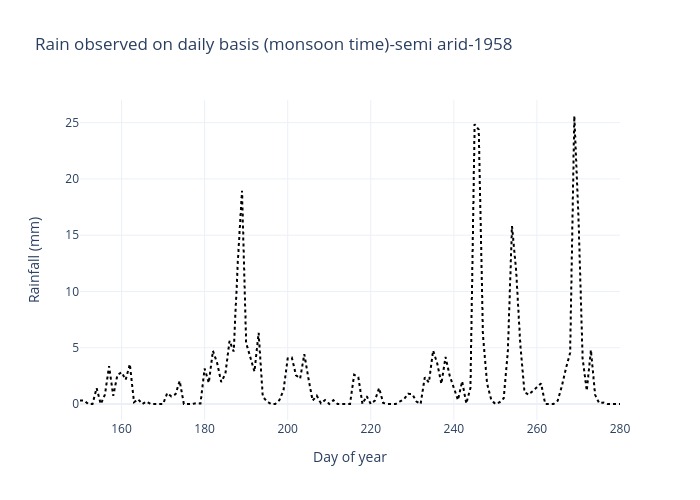 Rain observed on daily basis (monsoon time)-semi arid-1958
25
20
15
10
5
0
Rainfall (mm)
160 180 200 220 240 260 280
Day of year